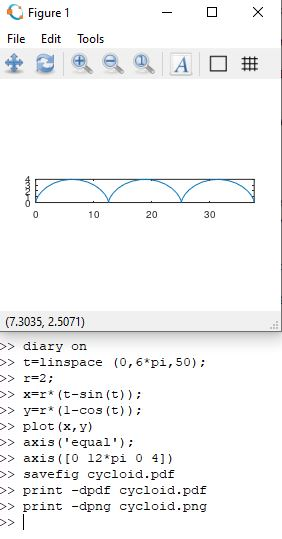 Figure 1
File Edit Tools
A
4
3
2
1
0
0 10 20 30
(7.3035, 2.5071)
>> diary on
>> t=linspace (0,6*pi,50);
>> r=2;
>> x=r*(t-sin(t));
>> y=r*(1-cos(t));
>> plot(x,y)
>> axis('equal');
>> axis([0 12*pi 0 4])
>> savefig cycloid.pdf
>> print -dpdf cycloid.pdf
>> print -dpng cycloid.png
>>